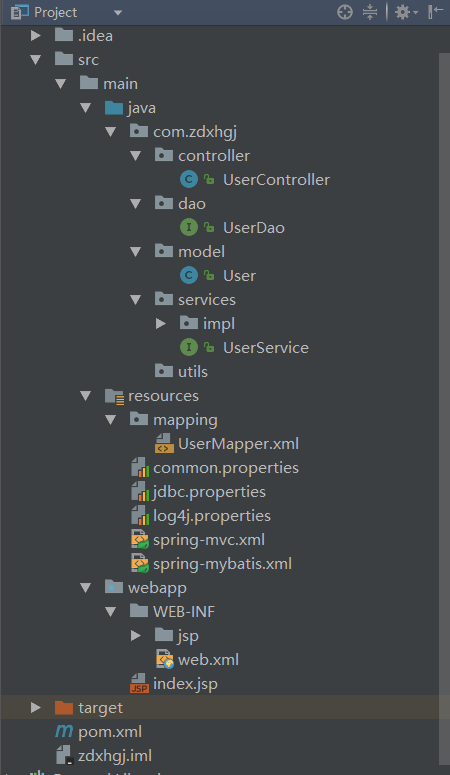 Project
.idea
src
main
java
com.zdxhgj
controller
UserController
dao
UserDao
model
User
services
impl
UserService
utils
resources
mapping
UserMapper.xml
common.properties
jdbc.properties
log4j.properties
spring-mvc.xml
spring-mybatis.xml
webapp
WEB-INF
jsp
web.xml
index.jsp
target
pom.xml
zdxhgj.iml